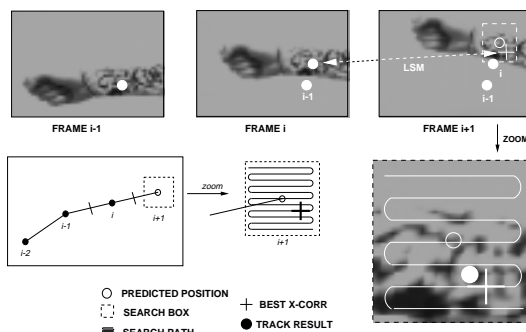 i
i-1
LSM
i
i-1
FRAME i-1
FRAME i
FRAME i+1
ZOOM
zoom
i+1
i
i-1
i-2
i+1
PREDICTED POSITION
SEARCH BOX
BEST X-CORR
SEARCH PATH
TRACK RESULT